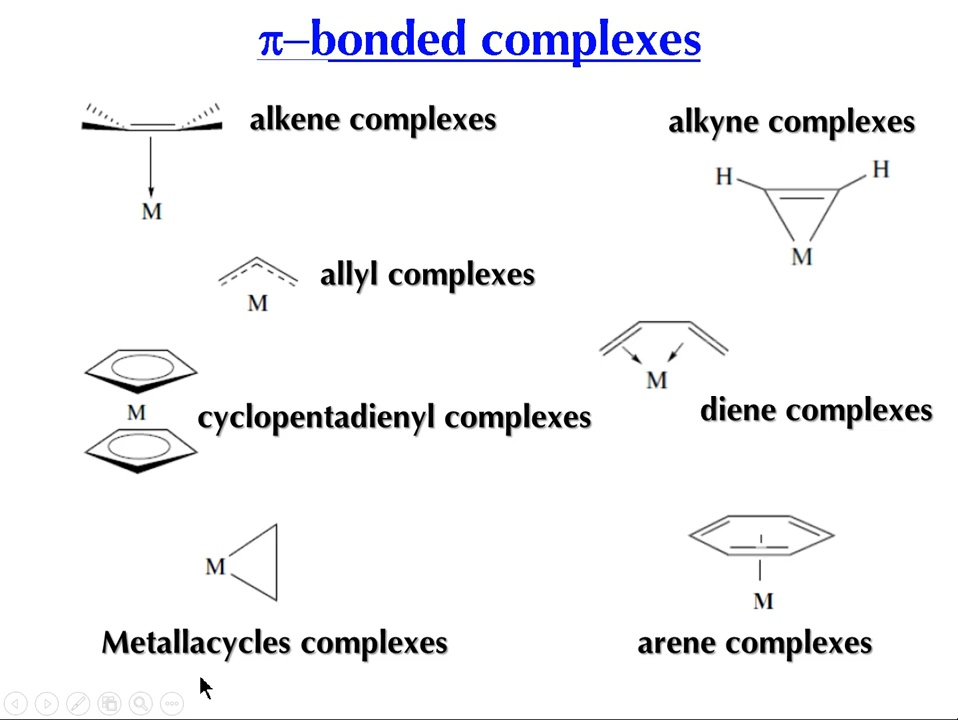 π–bonded complexes
alkene complexes
M
alkyne complexes
H
H
M
allyl complexes
M
M
diene complexes
M
cyclopentadienyl complexes
M
Metallacycles complexes
M
arene complexes